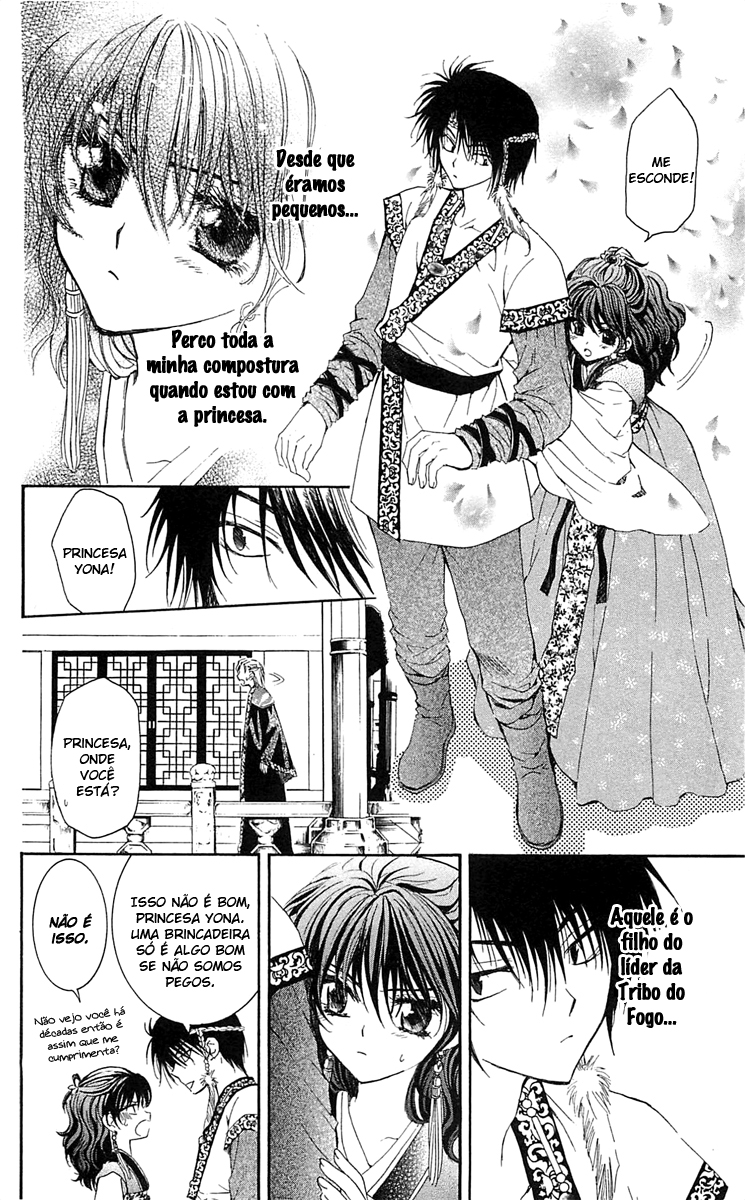 Desde que
éramos
pequenos...
Perco toda a
minha compostura
quando estou com
a princesa.
ME
ESCONDE!
PRINCESA
YONA!
PRINCESA,
ONDE
VOCÊ
ESTÁ?
ISSO NÃO É BOM,
PRINCESA YONA.
UMA BRINCADEIRA
SÓ É ALGO BOM
SE NÃO SOMOS
PEGOS.
NÃO É
ISSO.
Não vejo você há
décadas então é
assim que me
cumprimenta?
Aquele é o
filho do
líder da
Tribo do
Fogo...